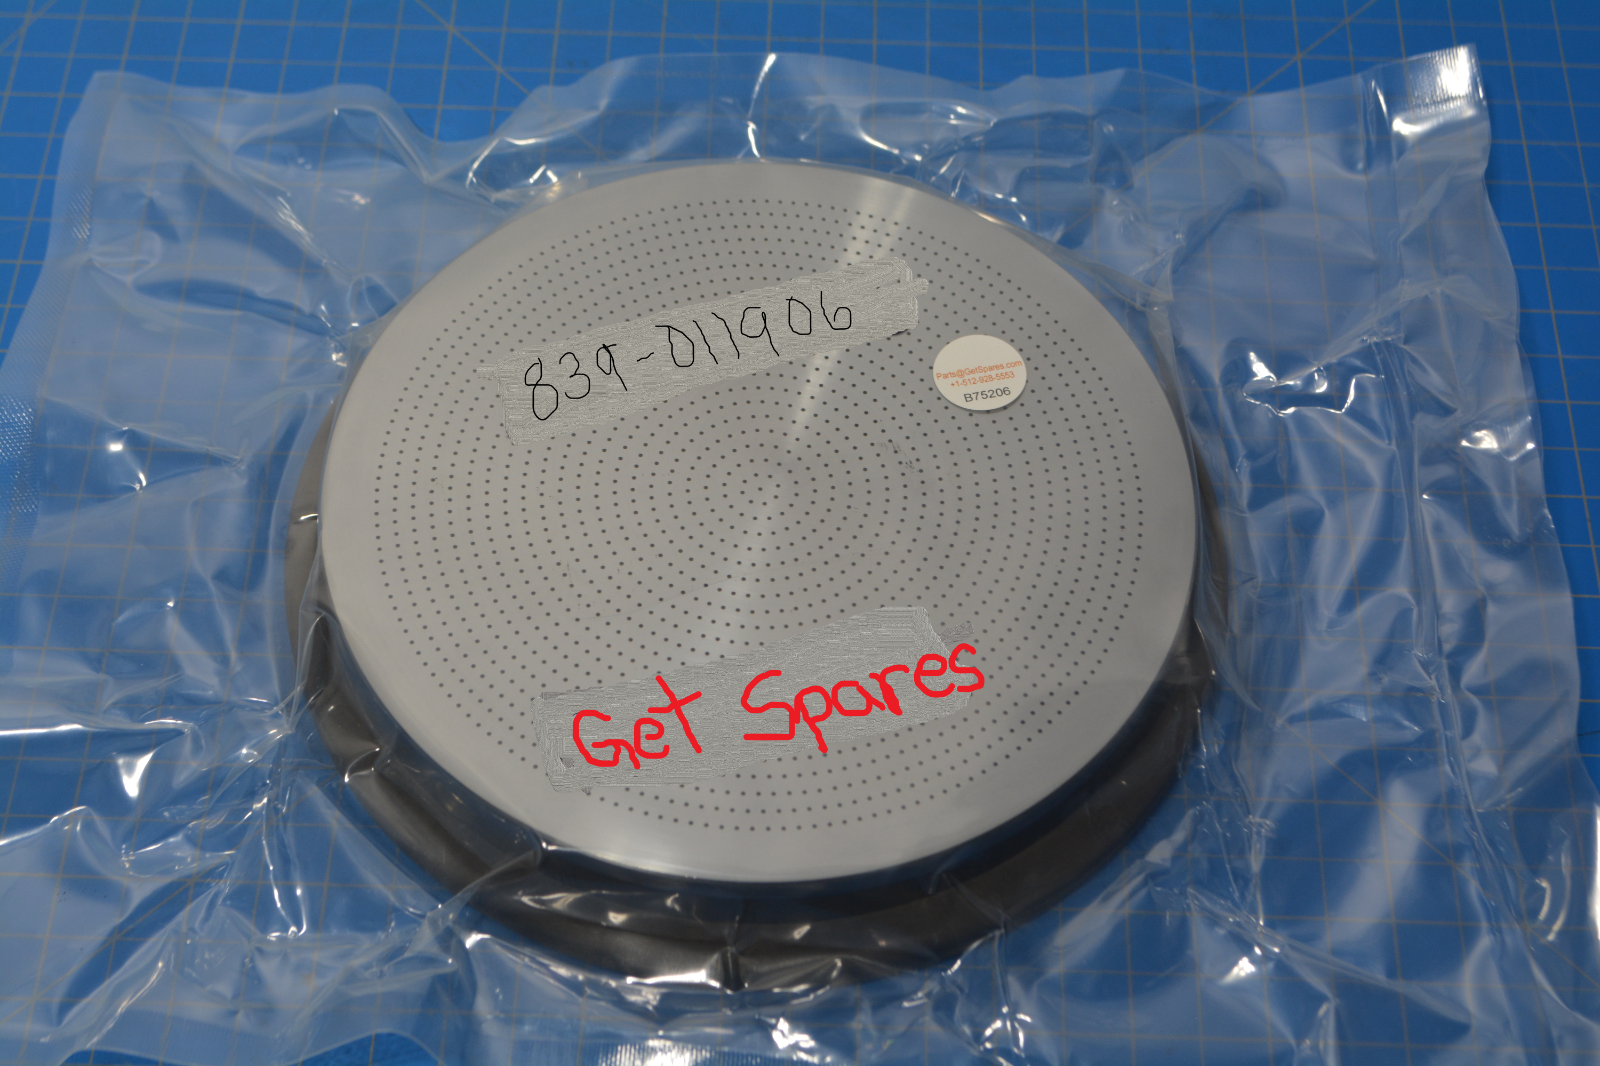 839-011906
Parts@GetSpares.com
+1-512-928-5553
B75206
Get Spares